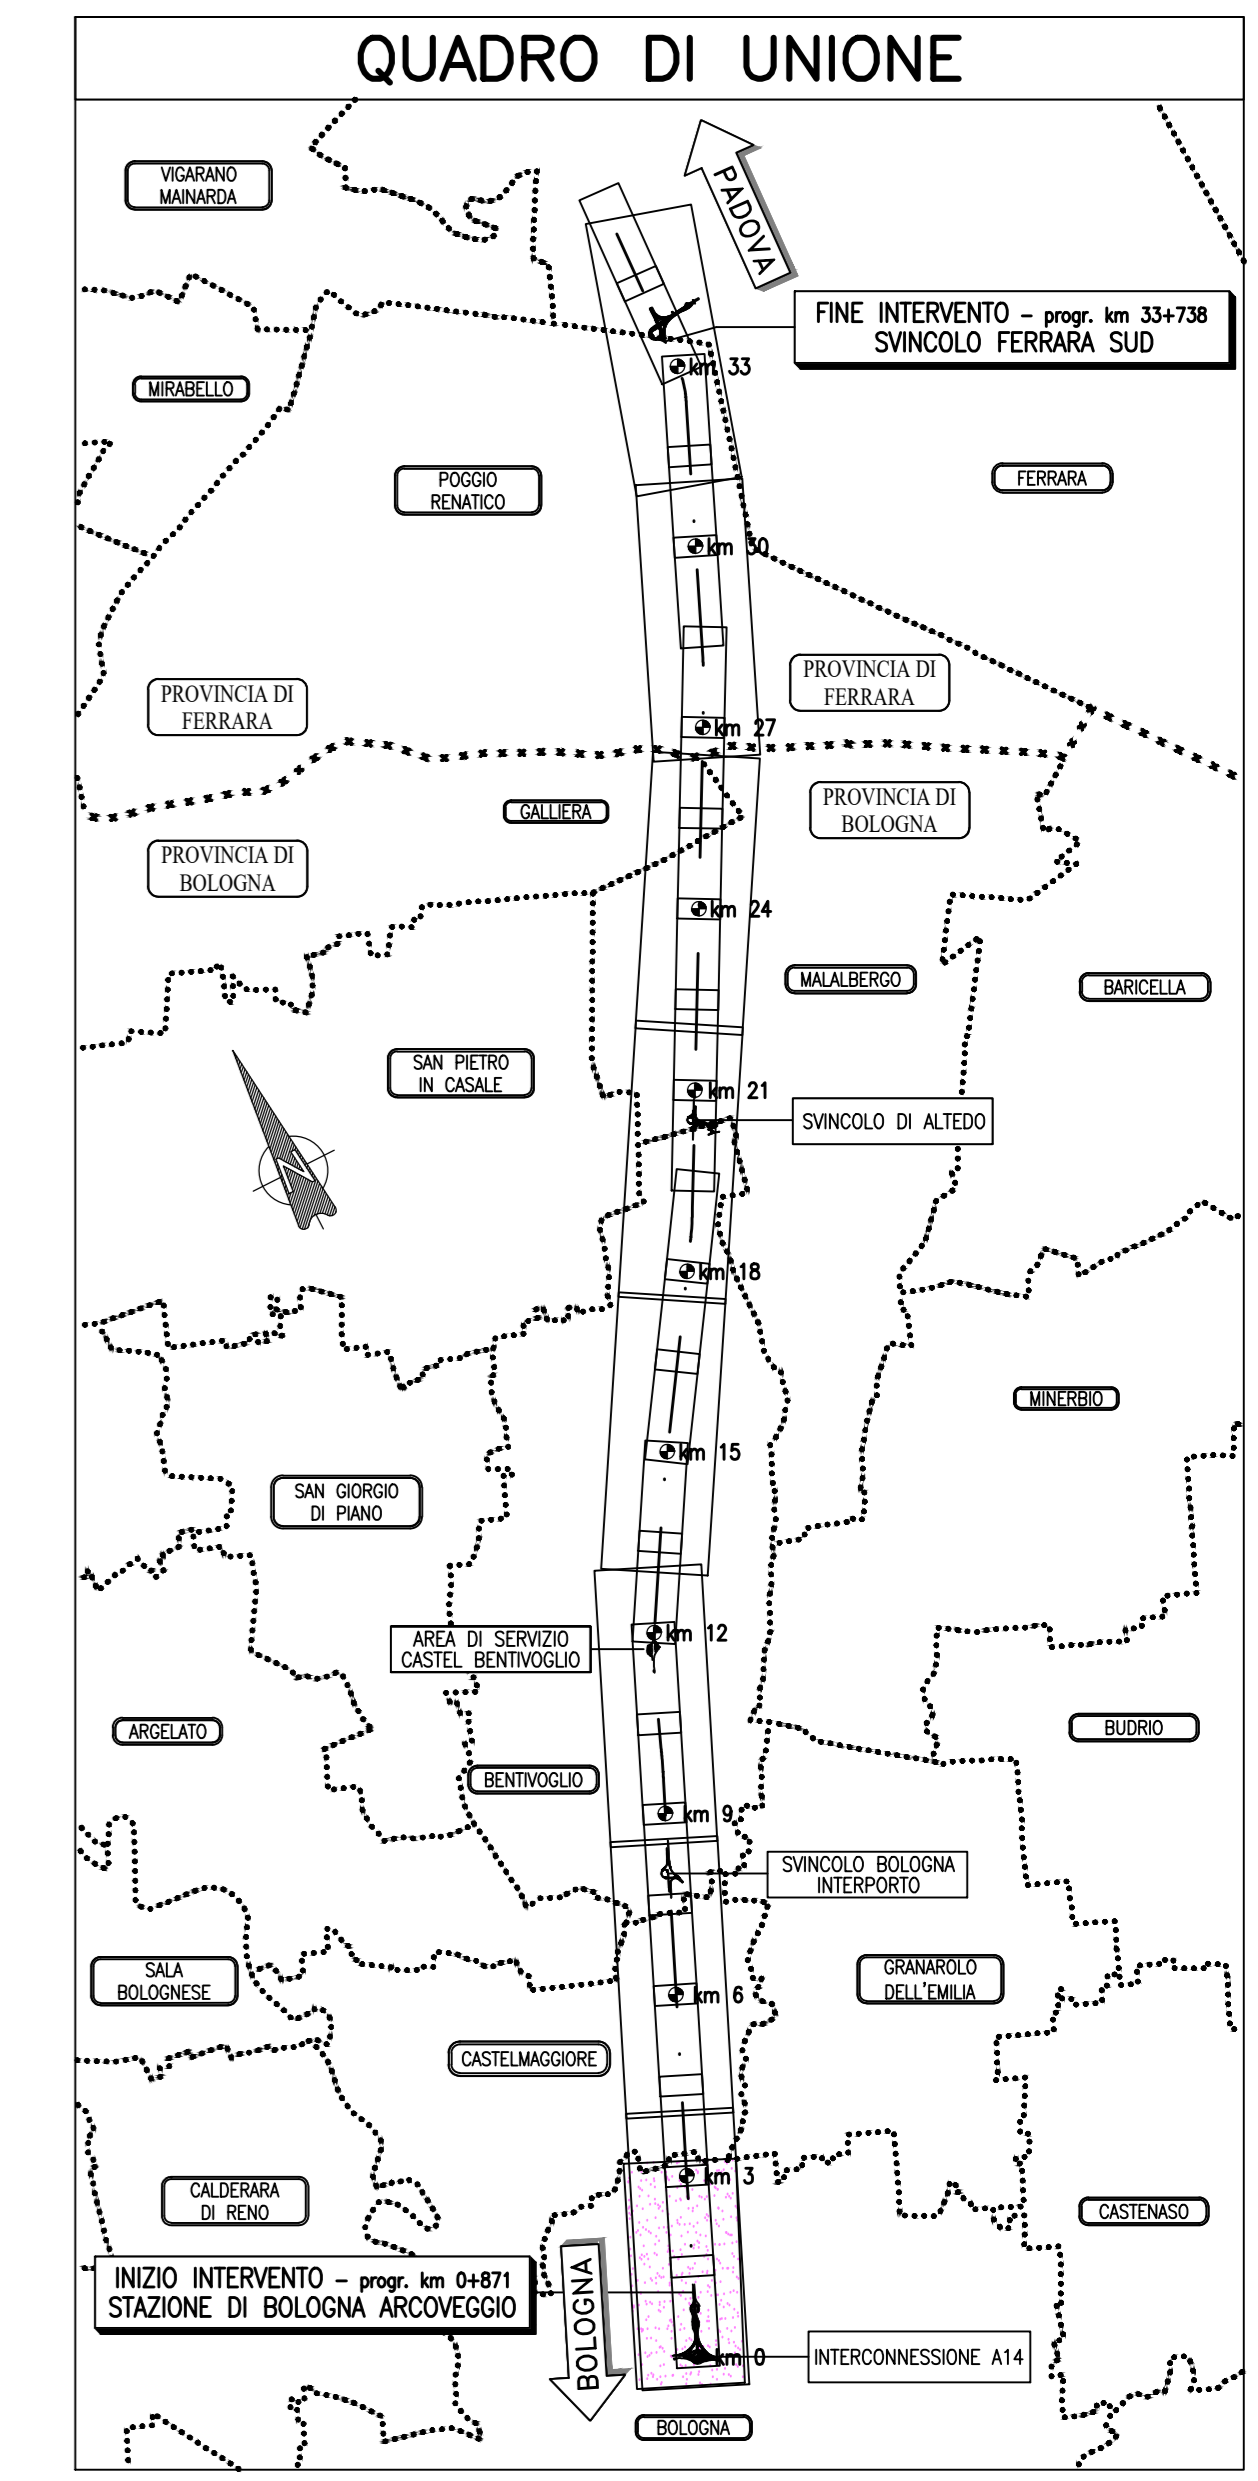 QUADRO DI UNIONE
VIGARANO
MAINARDA
PADOVA
FINE INTERVENTO – progr. km 33+738
SVINCOLO FERRARA SUD
km 33
MIRABELLO
POGGIO
RENATICO
FERRARA
km 30
PROVINCIA DI
FERRARA
PROVINCIA DI
FERRARA
km 27
GALLIERA
PROVINCIA DI
BOLOGNA
PROVINCIA DI
BOLOGNA
km 24
MALALBERGO
BARICELLA
SAN PIETRO
IN CASALE
km 21
SVINCOLO DI ALTEDO
N
km 18
MINERBIO
km 15
SAN GIORGIO
DI PIANO
km 12
AREA DI SERVIZIO
CASTEL BENTIVOGLIO
ARGELATO
BUDRIO
BENTIVOGLIO
km 9
SVINCOLO BOLOGNA
INTERPORTO
SALA
BOLOGNESE
GRANAROLO
DELL'EMILIA
km 6
CASTELMAGGIORE
km 3
CALDERARA
DI RENO
CASTENASO
INIZIO INTERVENTO – progr. km 0+871
STAZIONE DI BOLOGNA ARCOVEGGIO
BOLOGNA
km 0
INTERCONNESSIONE A14
BOLOGNA